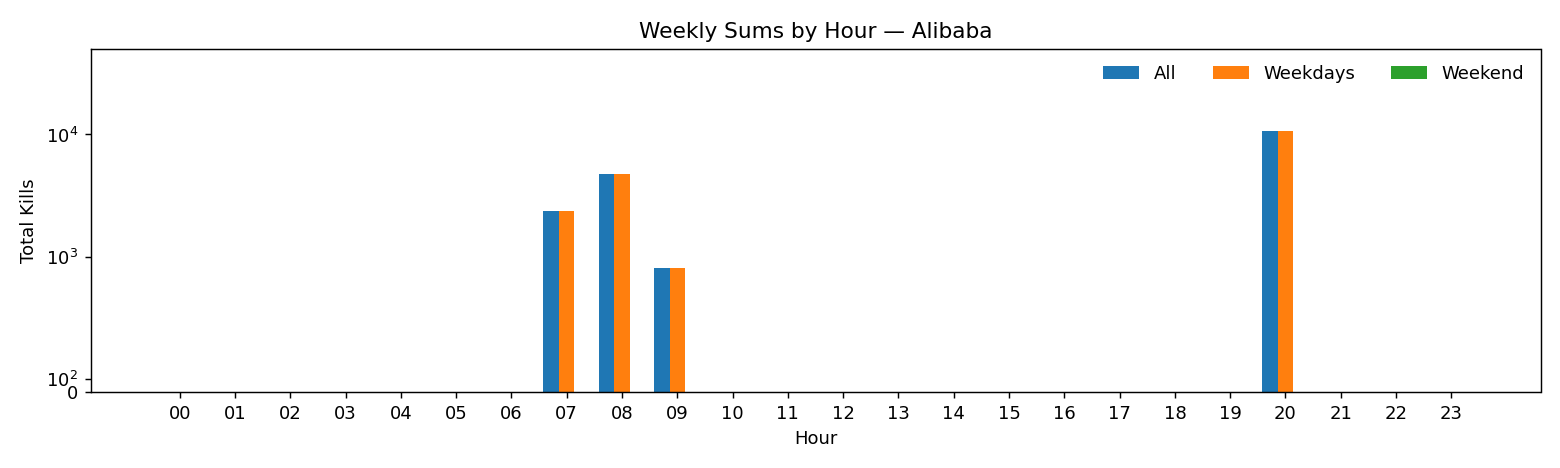 Weekly Sums by Hour — Alibaba
All Weekdays Weekend
Total Kills
10⁴
10³
10²
0
00 01 02 03 04 05 06 07 08 09 10 11 12 13 14 15 16 17 18 19 20 21 22 23
Hour